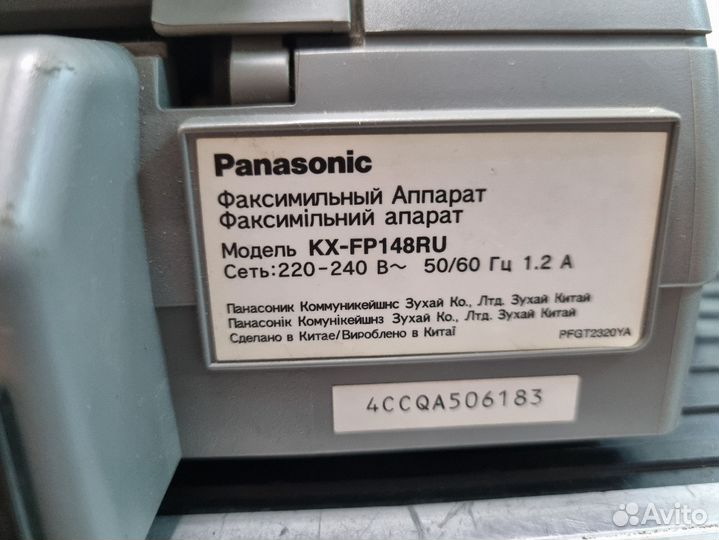 Panasonic
Факсимильный Аппарат
Факсимільний апарат
Модель KX-FP148RU
Сеть:220-240 В~ 50/60 Гц 1.2 А
Панасоник Коммуникейшнс Зухай Ко., Лтд. Зухай Китай
Панасонік Комунікейшнз Зухай Ко., Лтд. Зухай Китай
Сделано в Китае/Вироблено в Китаї
PFGT2320YA
4CCQA506183
Avito